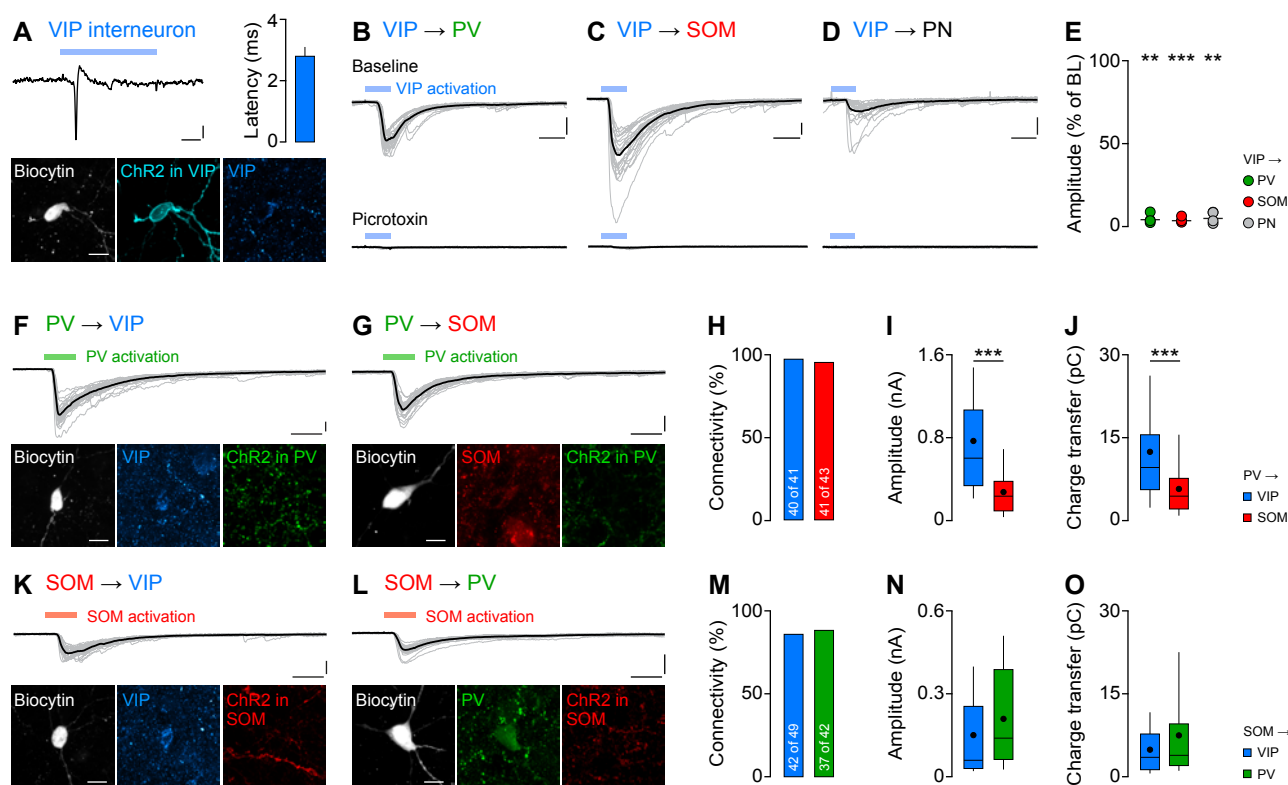 A
VIP interneuron
Latency (ms)
4
2
0
Biocytin
ChR2 in VIP
VIP
B
VIP → PV
Baseline
VIP activation
Picrotoxin
C
VIP → SOM
D
VIP → PN
E
Amplitude (% of BL)
100
50
0
** *** **
VIP →
PV
SOM
PN
F
PV → VIP
PV activation
Biocytin
VIP
ChR2 in PV
G
PV → SOM
PV activation
Biocytin
SOM
ChR2 in PV
H
Connectivity (%)
100
50
0
40 of 41
41 of 43
I
Amplitude (nA)
1.6
0.8
0
***
J
Charge transfer (pC)
30
15
0
***
PV →
VIP
SOM
K
SOM → VIP
SOM activation
Biocytin
VIP
ChR2 in
SOM
L
SOM → PV
SOM activation
Biocytin
PV
ChR2 in
SOM
M
Connectivity (%)
100
50
0
42 of 49
37 of 42
N
Amplitude (nA)
0.6
0.3
0
O
Charge transfer (pC)
30
15
0
SOM →
VIP
PV